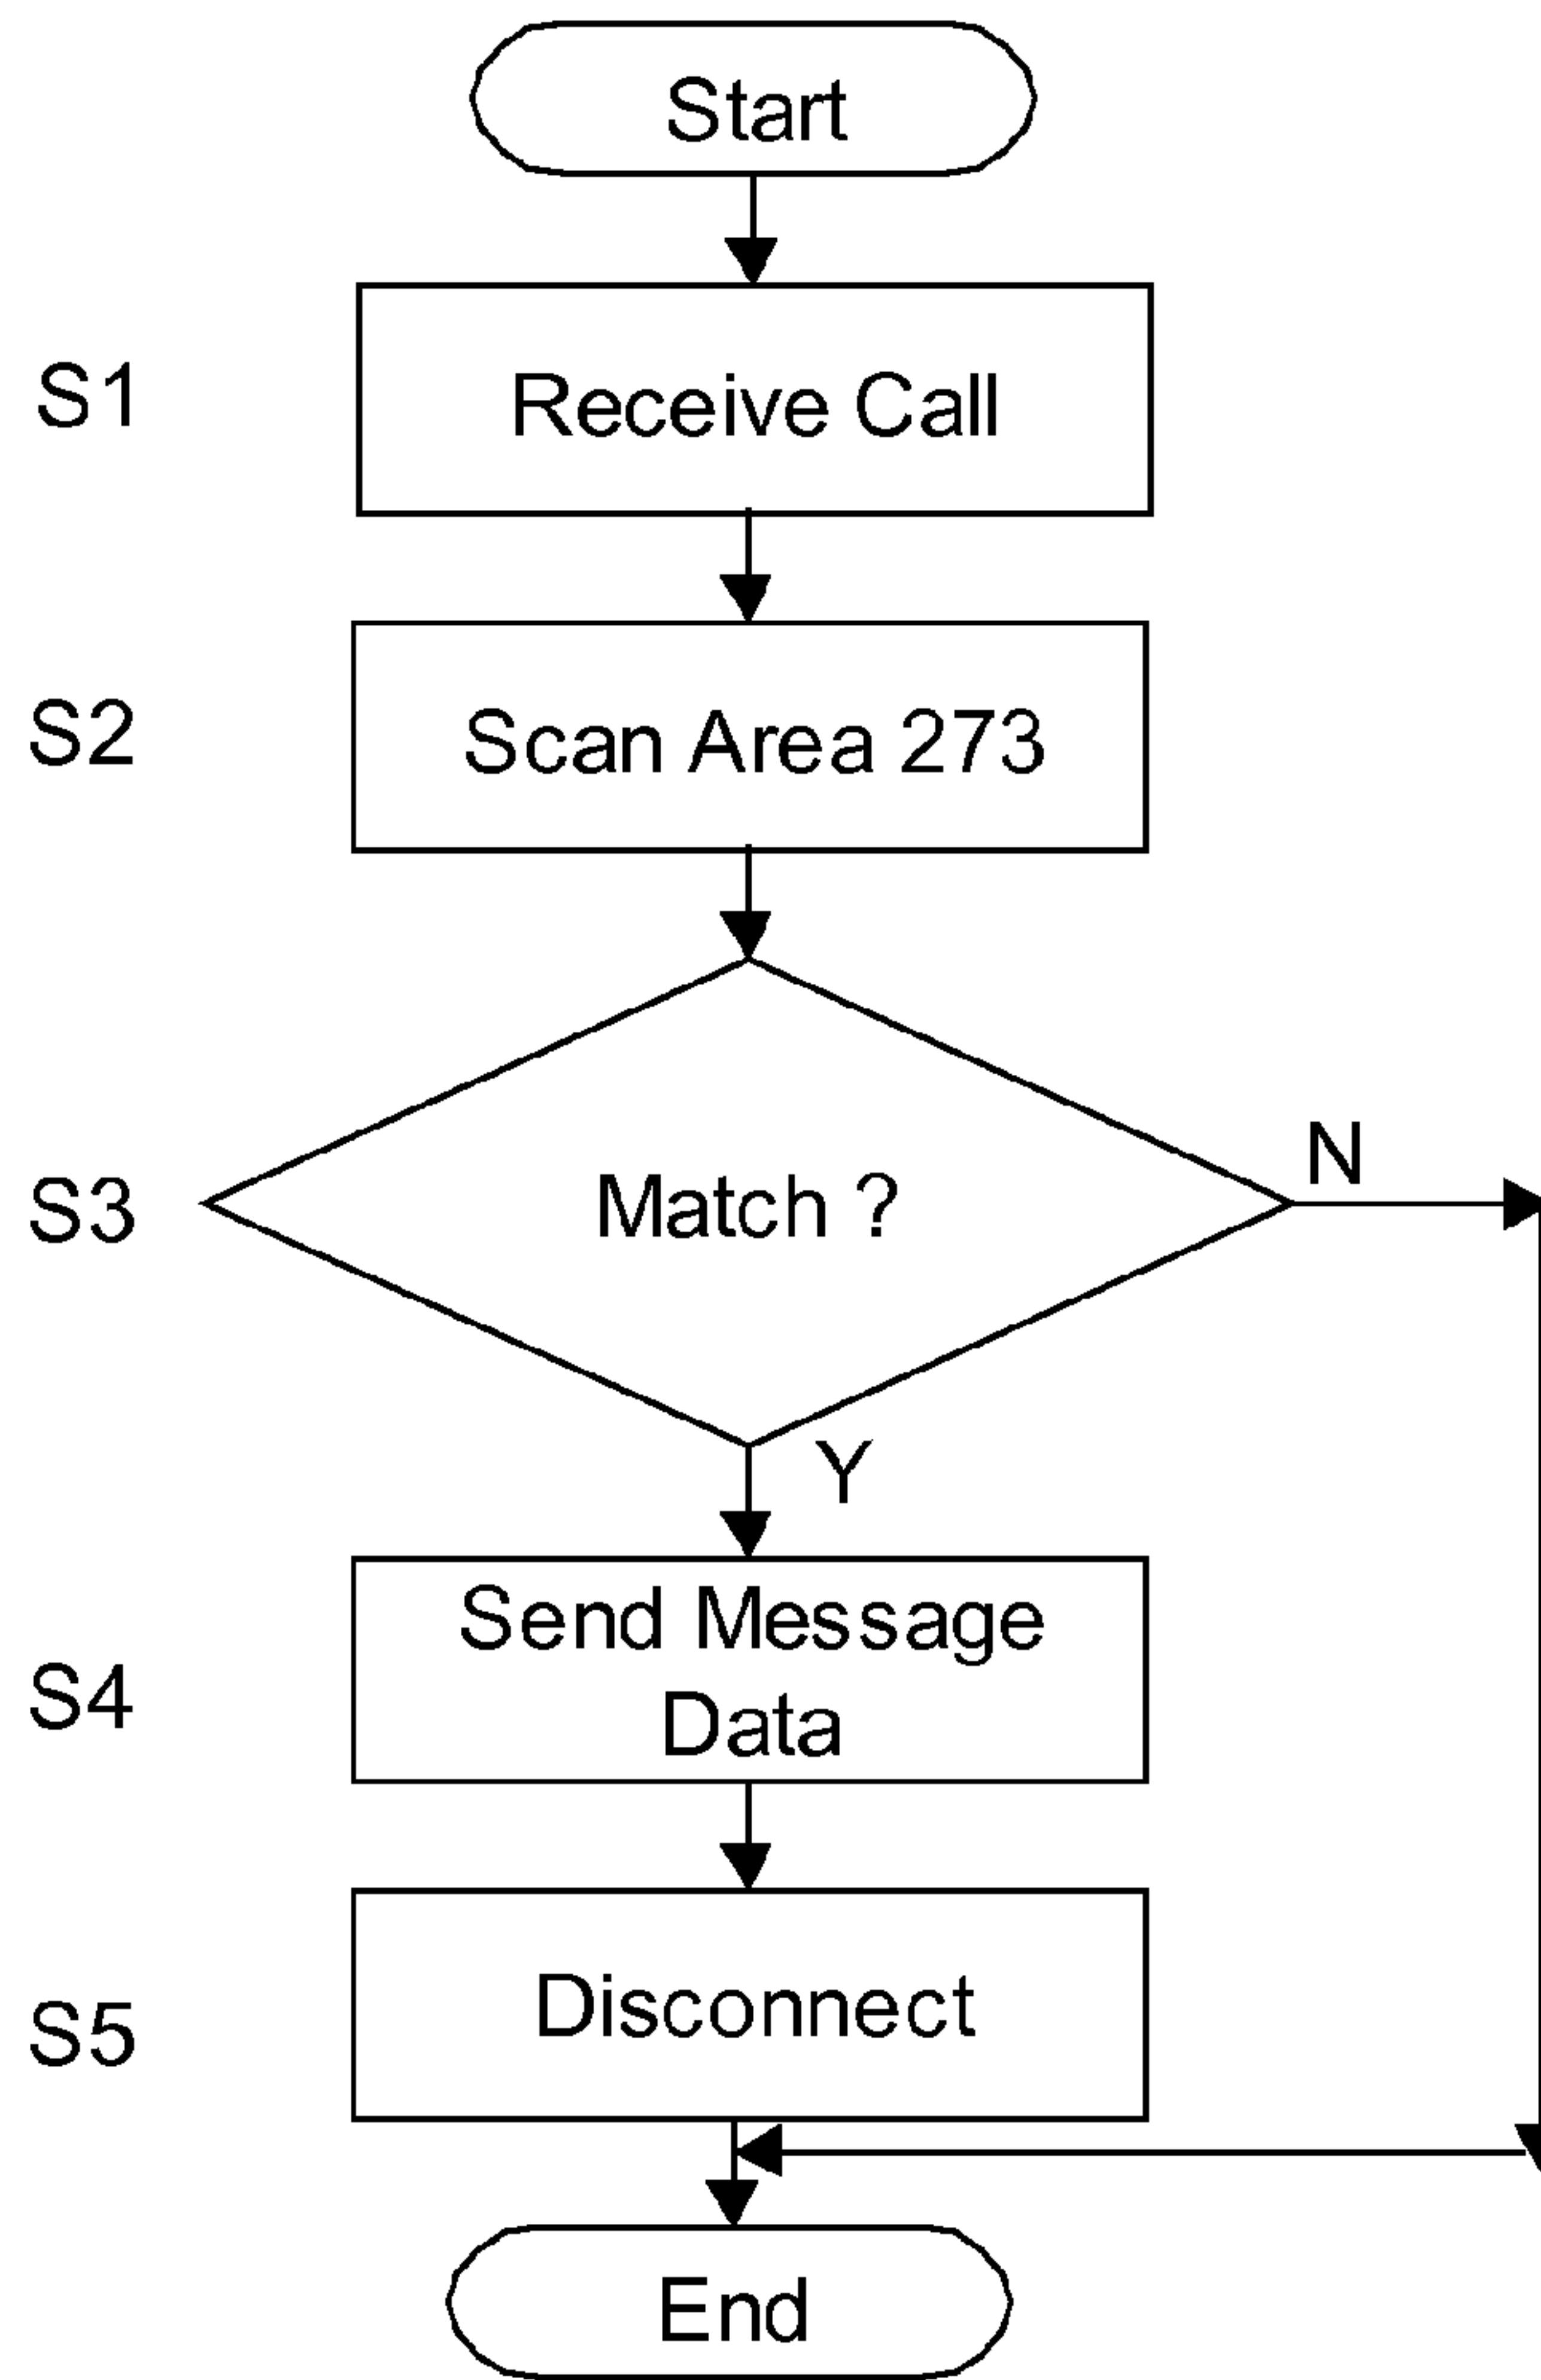 Start
S1
Receive Call
S2
Scan Area 273
S3
Match ?
N
Y
S4
Send Message
Data
S5
Disconnect
End